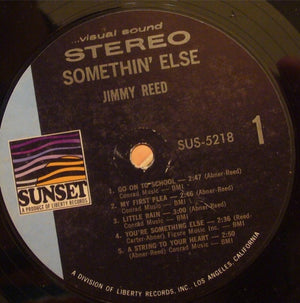 ...visual sound
STEREO
SOMETHIN' ELSE
JIMMY REED
SUS-5218
1
SUNSET
A PRODUCT OF LIBERTY RECORDS
1. GO ON TO SCHOOL — 2:47 (Abner-Reed)
Conrad Music — BMI
2. MY FIRST PLEA — 2:46 (Reed)
Conrad Music — BMI
3. LITTLE RAIN — 3:00 (Abner-Reed)
Conrad Music — BMI
4. YOU'RE SOMETHING ELSE — 2:36 (Reed-
Carter-Abner) Music Inc. — BMI
5. A STRING TO YOUR HEART — 2:50
(Abner-Reed) Conrad Music — BMI
A DIVISION OF LIBERTY RECORDS, INC. LOS ANGELES, CALIFORNIA